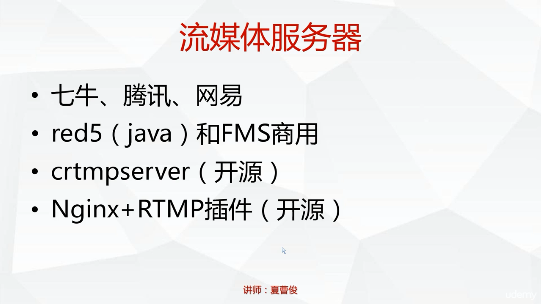 流媒体服务器
• 七牛、腾讯、网易
• red5（java）和FMS商用
• crtmpserver（开源）
• Nginx+RTMP插件（开源）
讲师：夏曹俊